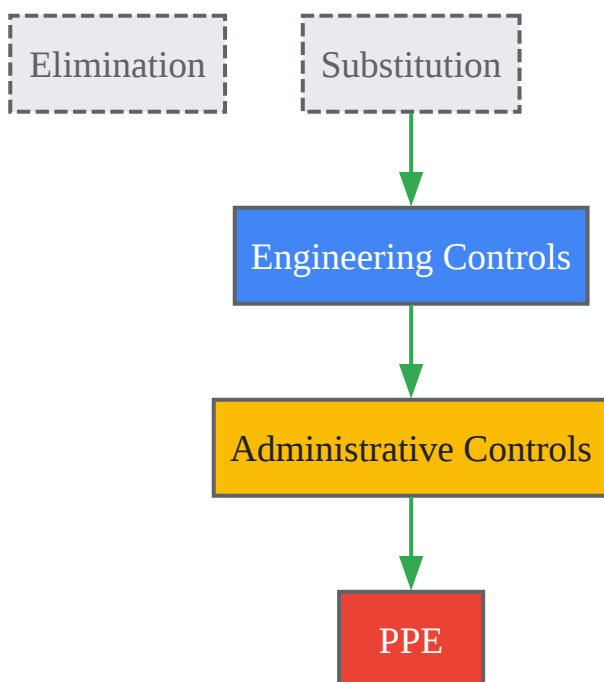 Elimination
Substitution
Engineering Controls
Administrative Controls
PPE